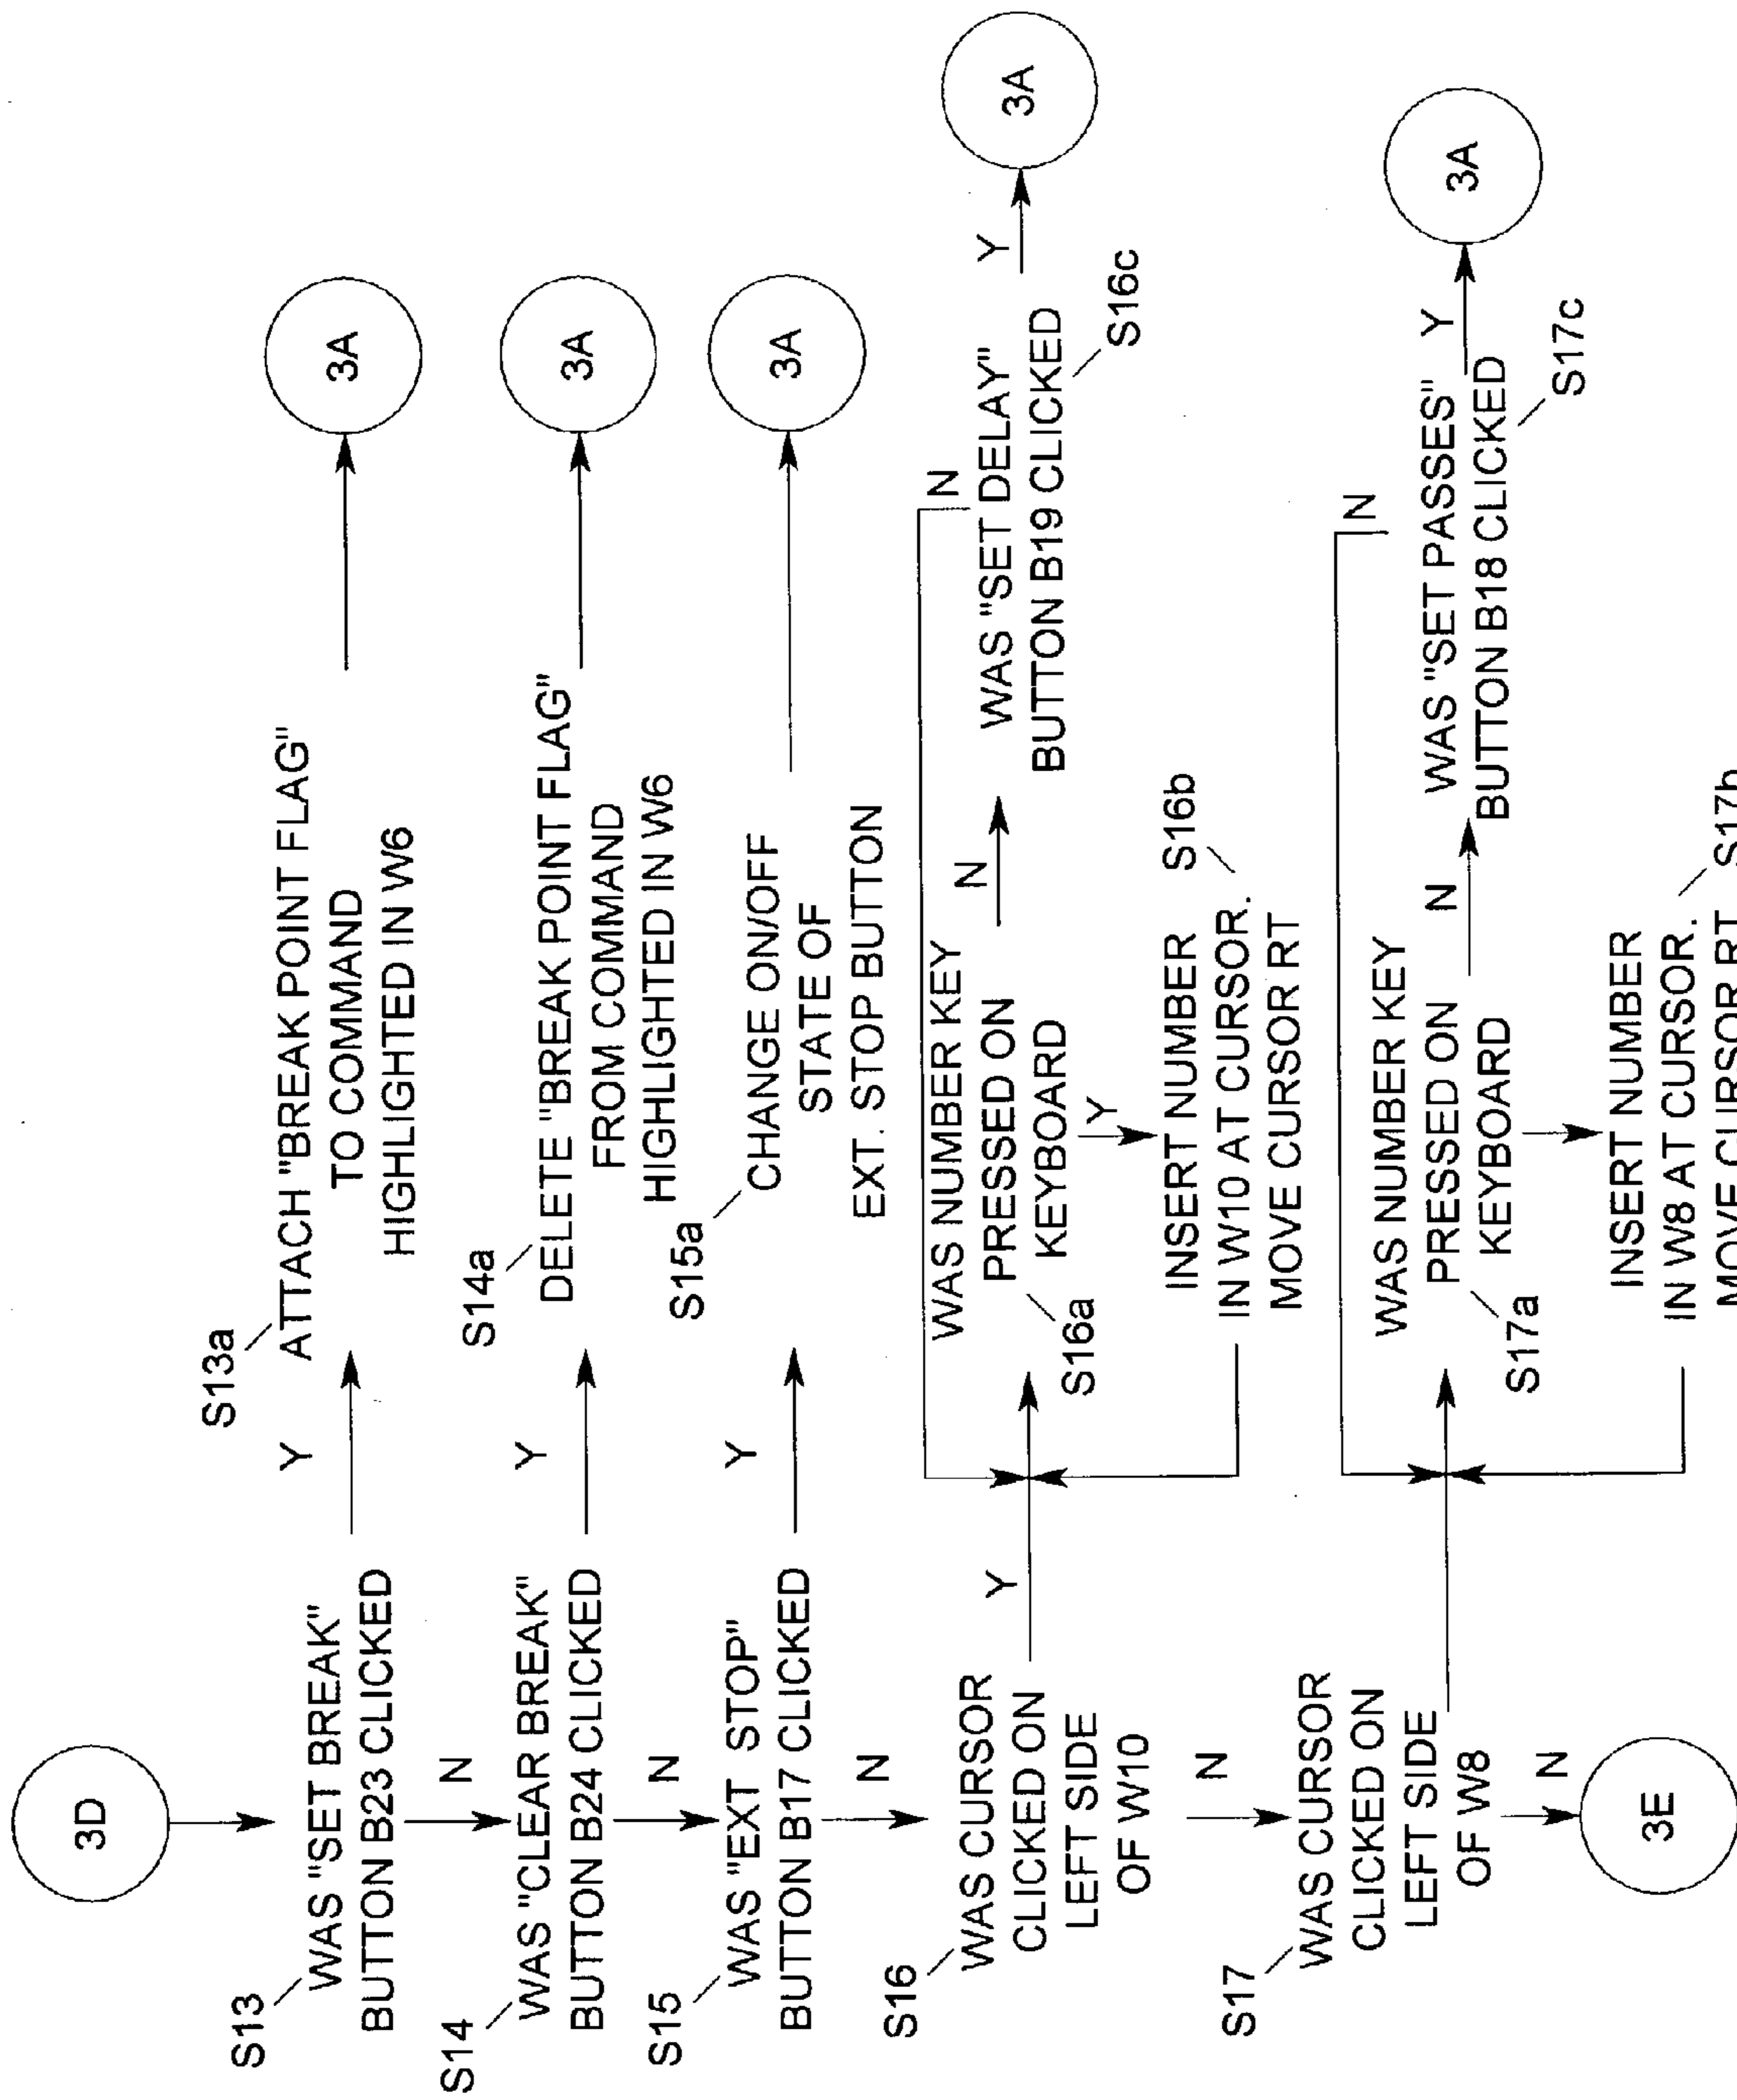 3D
S13
WAS "SET BREAK"
BUTTON B23 CLICKED
Y
S13a
ATTACH "BREAK POINT FLAG"
TO COMMAND
HIGHLIGHTED IN W6
3A
N
S14
WAS "CLEAR BREAK"
BUTTON B24 CLICKED
Y
S14a
DELETE "BREAK POINT FLAG"
FROM COMMAND
HIGHLIGHTED IN W6
3A
N
S15
WAS "EXT STOP"
BUTTON B17 CLICKED
Y
S15a
CHANGE ON/OFF
STATE OF
EXT. STOP BUTTON
3A
N
S16
WAS CURSOR
CLICKED ON
LEFT SIDE
OF W10
Y
WAS NUMBER KEY
PRESSED ON
KEYBOARD
S16a
N
WAS "SET DELAY"
BUTTON B19 CLICKED
S16c
N
Y
3A
Y
INSERT NUMBER
IN W10 AT CURSOR.
MOVE CURSOR RT
S16b
N
S17
WAS CURSOR
CLICKED ON
LEFT SIDE
OF W8
WAS NUMBER KEY
PRESSED ON
KEYBOARD
S17a
N
WAS "SET PASSES"
BUTTON B18 CLICKED
S17c
N
Y
3A
INSERT NUMBER
IN W8 AT CURSOR.
MOVE CURSOR RT
S17b
N
3E